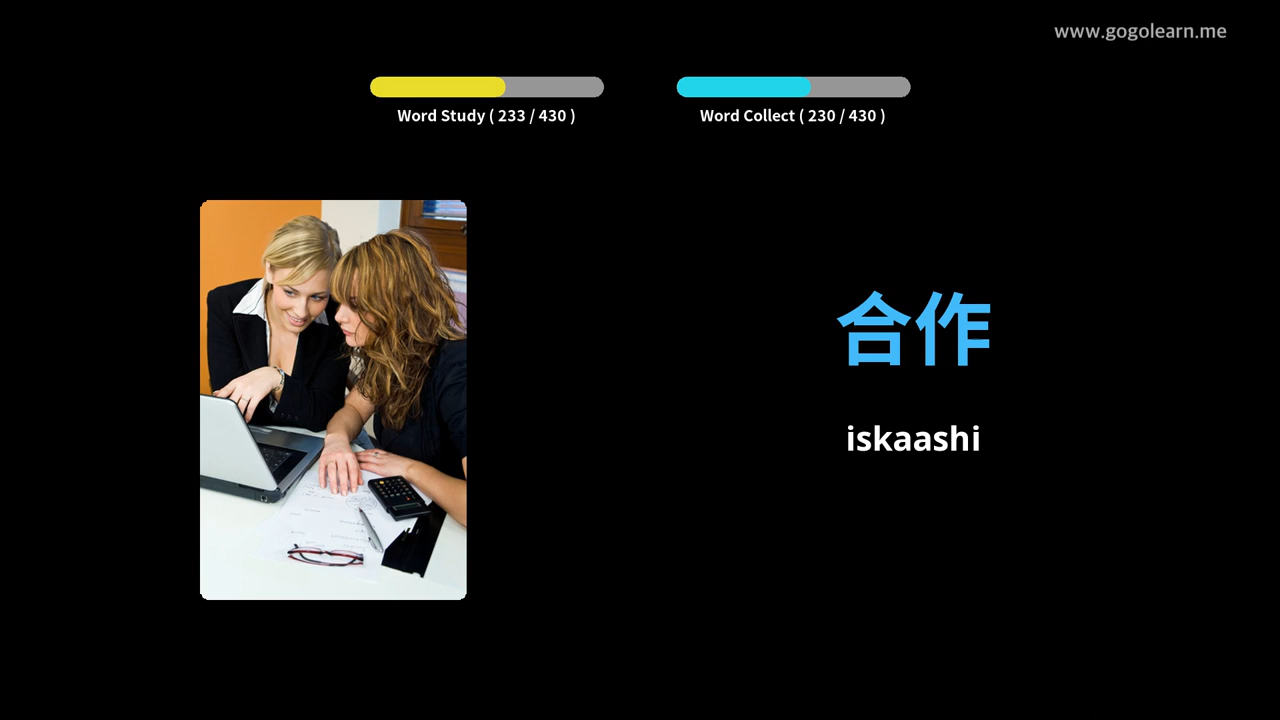 www.gogolearn.me
Word Study ( 233 / 430 )
Word Collect ( 230 / 430 )
合作
iskaashi